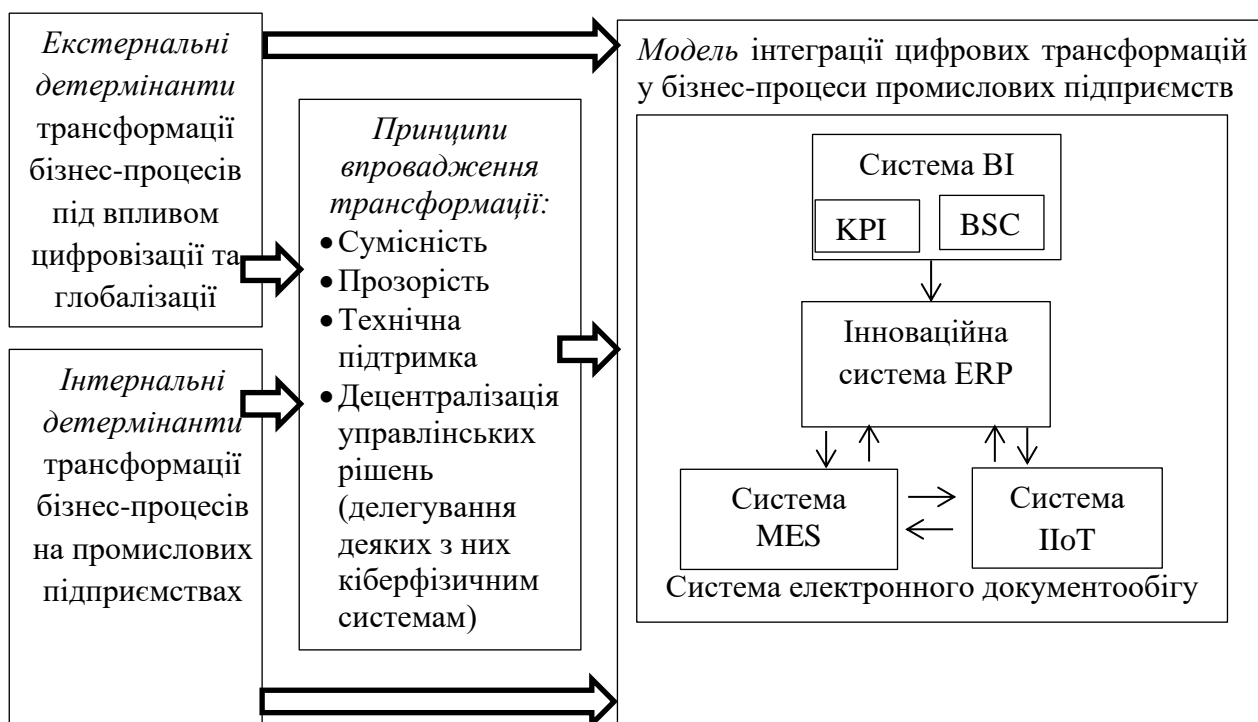 Екстернальні
детермінанти
трансформації
бізнес-процесів
під впливом
цифровізації та
глобалізації
Інтернальні
детермінанти
трансформації
бізнес-процесів
на промислових
підприємствах
Принципи
впровадження
трансформації:
• Сумісність
• Прозорість
• Технічна
підтримка
• Децентралізація
управлінських
рішень
(делегування
деяких з них
кіберфізичним
системам)
Модель інтеграції цифрових трансформацій
у бізнес-процеси промислових підприємств
Система BI
KPI
BSC
Інноваційна
система ERP
Система
MES
Система
IIoT
Система електронного документообігу